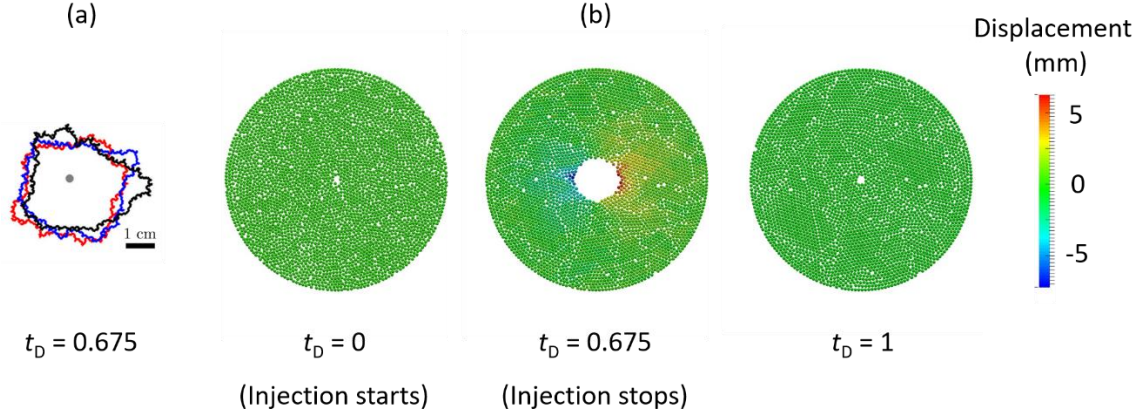 (a)
(b)
Displacement
(mm)
5
0
-5
1 cm
tD = 0.675
tD = 0
tD = 0.675
tD = 1
(Injection starts)
(Injection stops)